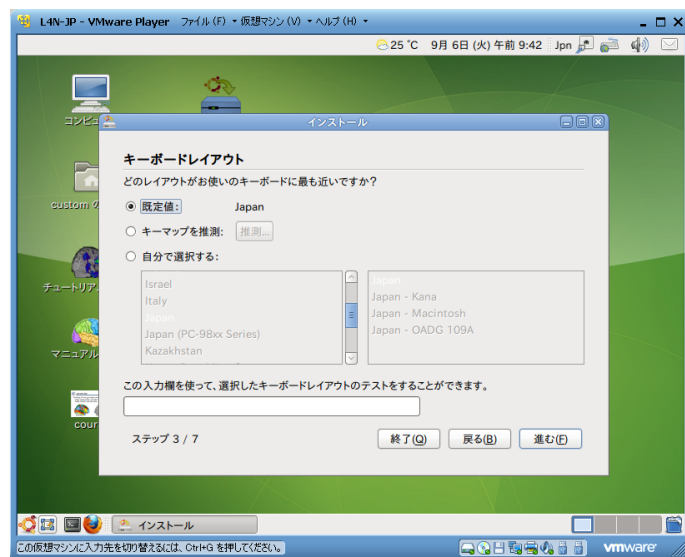 L4N-JP - VMware Player ファイル(F) 仮想マシン(V) ヘルプ(H)
25 °C 9月 6日 (火) 午前 9:42 Jpn
コンピュ
インストール
キーボードレイアウト
どのレイアウトがお使いのキーボードに最も近いですか?
custom の
既定値: Japan
キーマップを推測: 推測...
自分で選択する:
Israel
Italy
Japan
Japan (PC-98xx Series)
Kazakhstan
Japan
Japan - Kana
Japan - Macintosh
Japan - OADG 109A
チュートリア
マニュアル
この入力欄を使って、選択したキーボードレイアウトのテストをすることができます。
cour
ステップ 3 / 7 終了(Q) 戻る(B) 進む(F)
インストール
この仮想マシンに入力先を切り替えるには、Ctrl+G を押してください。
vmware